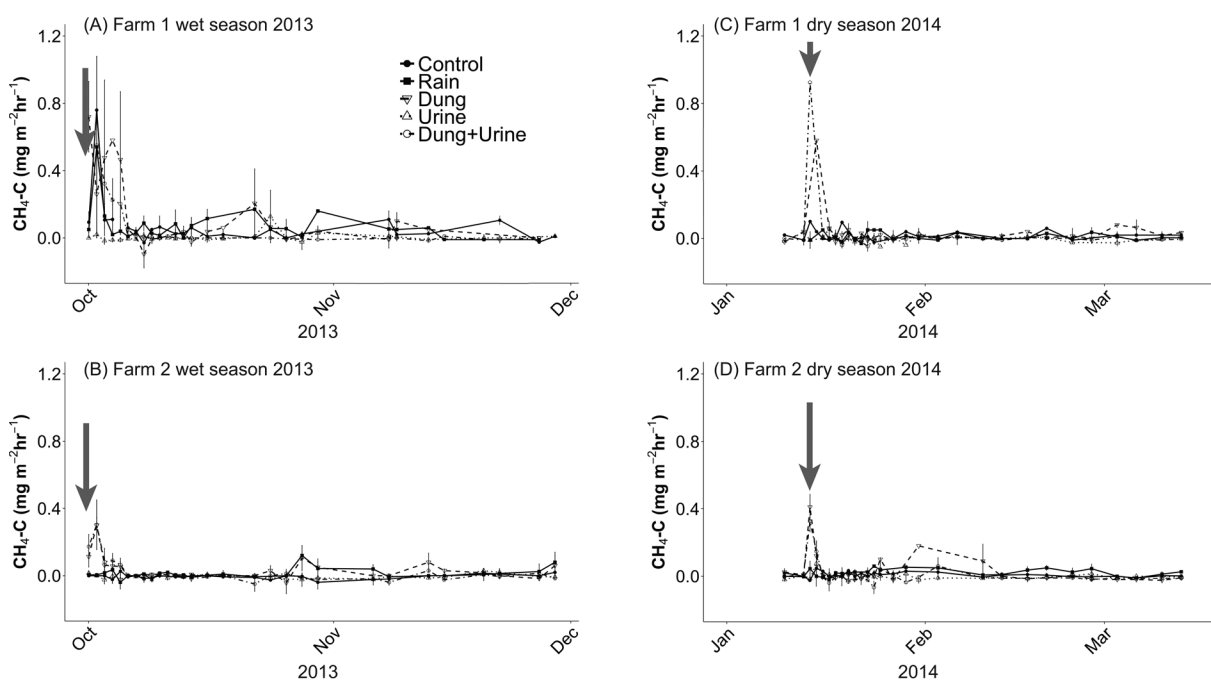 (A) Farm 1 wet season 2013
1.2
0.8
0.4
0.0
CH₄-C (mg m⁻²hr⁻¹)
Control
Rain
Dung
Urine
Dung+Urine
Oct
Nov
Dec
2013
(C) Farm 1 dry season 2014
1.2
0.8
0.4
0.0
CH₄-C (mg m⁻²hr⁻¹)
Jan
Feb
Mar
2014
(B) Farm 2 wet season 2013
1.2
0.8
0.4
0.0
CH₄-C (mg m⁻²hr⁻¹)
Oct
Nov
Dec
2013
(D) Farm 2 dry season 2014
1.2
0.8
0.4
0.0
CH₄-C (mg m⁻²hr⁻¹)
Jan
Feb
Mar
2014